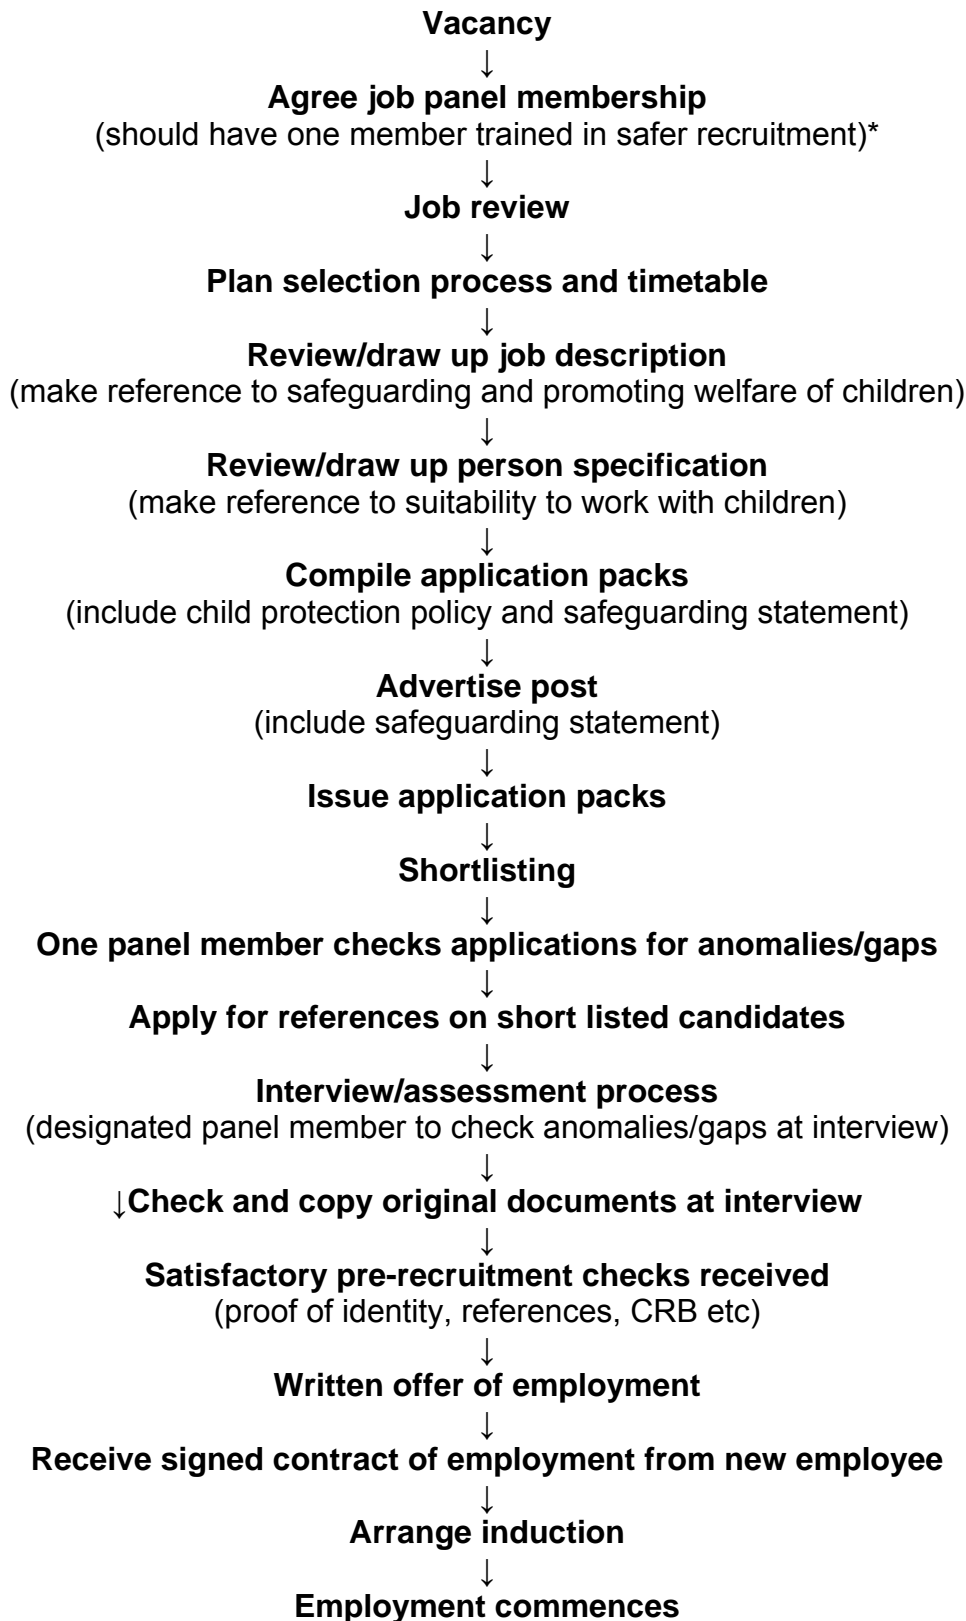 Vacancy
↓
Agree job panel membership
(should have one member trained in safer recruitment)*
↓
Job review
↓
Plan selection process and timetable
↓
Review/draw up job description
(make reference to safeguarding and promoting welfare of children)
↓
Review/draw up person specification
(make reference to suitability to work with children)
↓
Compile application packs
(include child protection policy and safeguarding statement)
↓
Advertise post
(include safeguarding statement)
↓
Issue application packs
↓
Shortlisting
↓
One panel member checks applications for anomalies/gaps
↓
Apply for references on short listed candidates
↓
Interview/assessment process
(designated panel member to check anomalies/gaps at interview)
↓
↓Check and copy original documents at interview
↓
Satisfactory pre-recruitment checks received
(proof of identity, references, CRB etc)
↓
Written offer of employment
↓
Receive signed contract of employment from new employee
↓
Arrange induction
↓
Employment commences